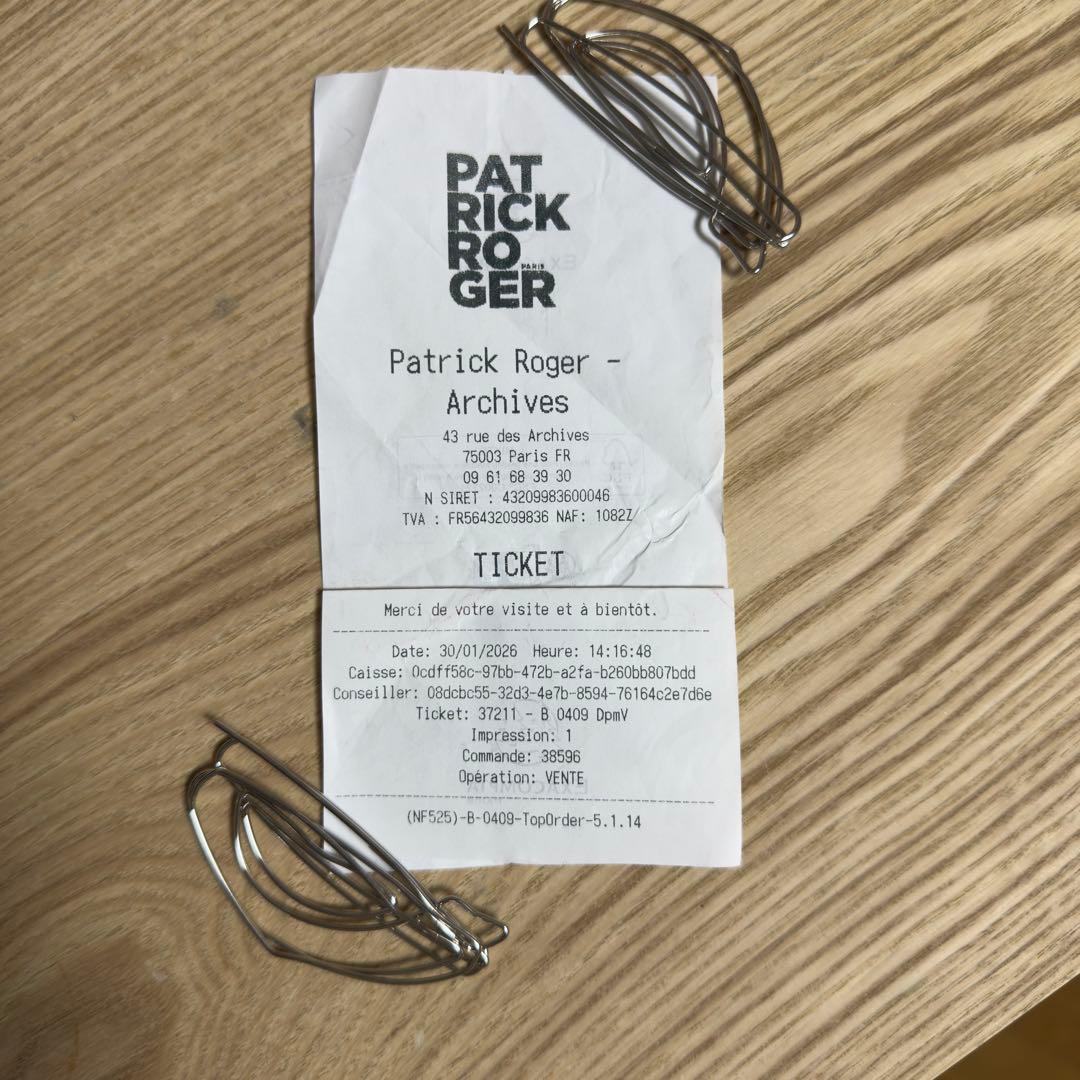 PAT
RICK
RO PARIS
GER
Patrick Roger -
Archives
43 rue des Archives
75003 Paris FR
09 61 68 39 30
N SIRET : 43209983600046
TVA : FR56432099836 NAF: 1082Z
TICKET
Merci de votre visite et à bientôt.
Date: 30/01/2026 Heure: 14:16:48
Caisse: 0cdff58c-97bb-472b-a2fa-b260bb807bdd
Conseiller: 08dcbc55-32d3-4e7b-8594-76164c2e7d6e
Ticket: 37211 - B 0409 DpmV
Impression: 1
Commande: 38596
Opération: VENTE
(NF525)-B-0409-TopOrder-5.1.14